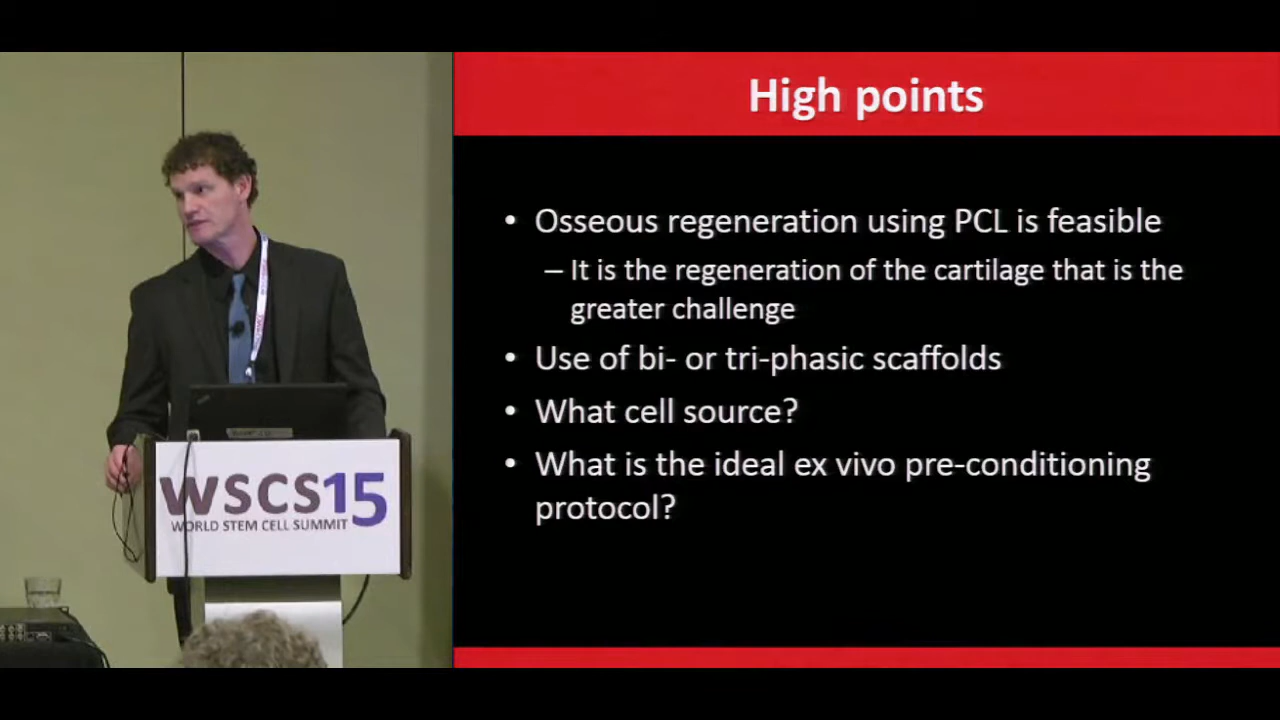 High points
• Osseous regeneration using PCL is feasible
– It is the regeneration of the cartilage that is the
greater challenge
• Use of bi- or tri-phasic scaffolds
• What cell source?
• What is the ideal ex vivo pre-conditioning
protocol?
WSCS15
WORLD STEM CELL SUMMIT